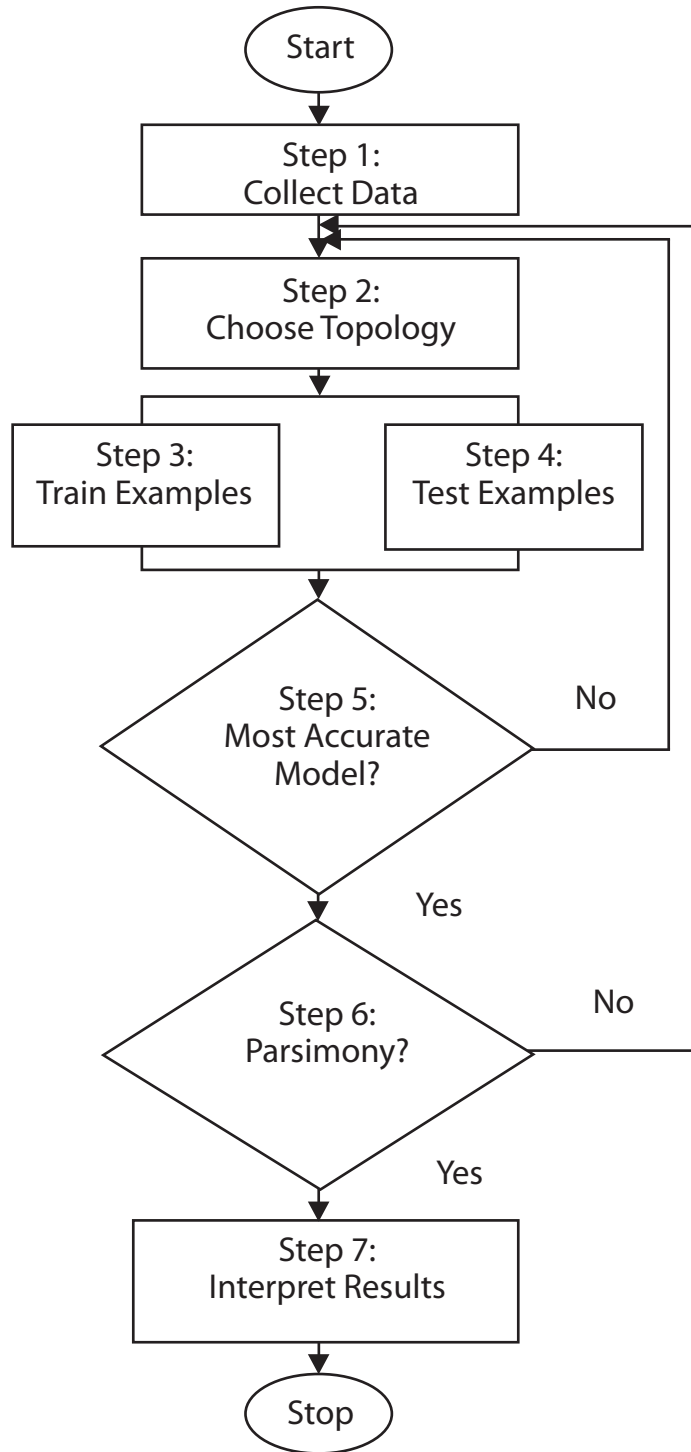 Start
Step 1:
Collect Data
Step 2:
Choose Topology
Step 3:
Train Examples
Step 4:
Test Examples
Step 5:
Most Accurate
Model?
No
Yes
Step 6:
Parsimony?
No
Yes
Step 7:
Interpret Results
Stop